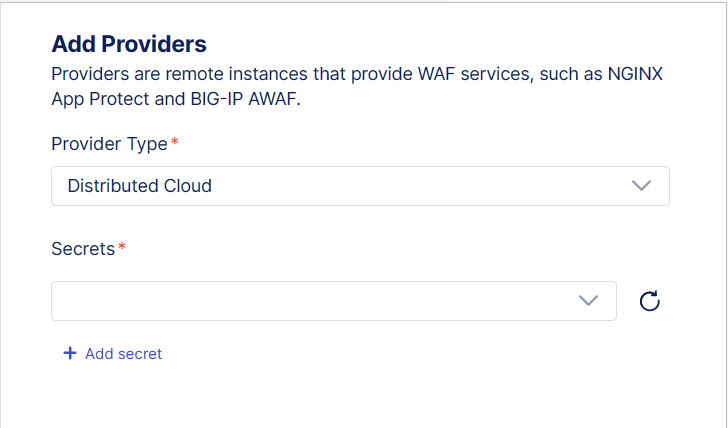 Add Providers
Providers are remote instances that provide WAF services, such as NGINX
App Protect and BIG-IP AWAF.
Provider Type*
Distributed Cloud
Secrets*
+ Add secret